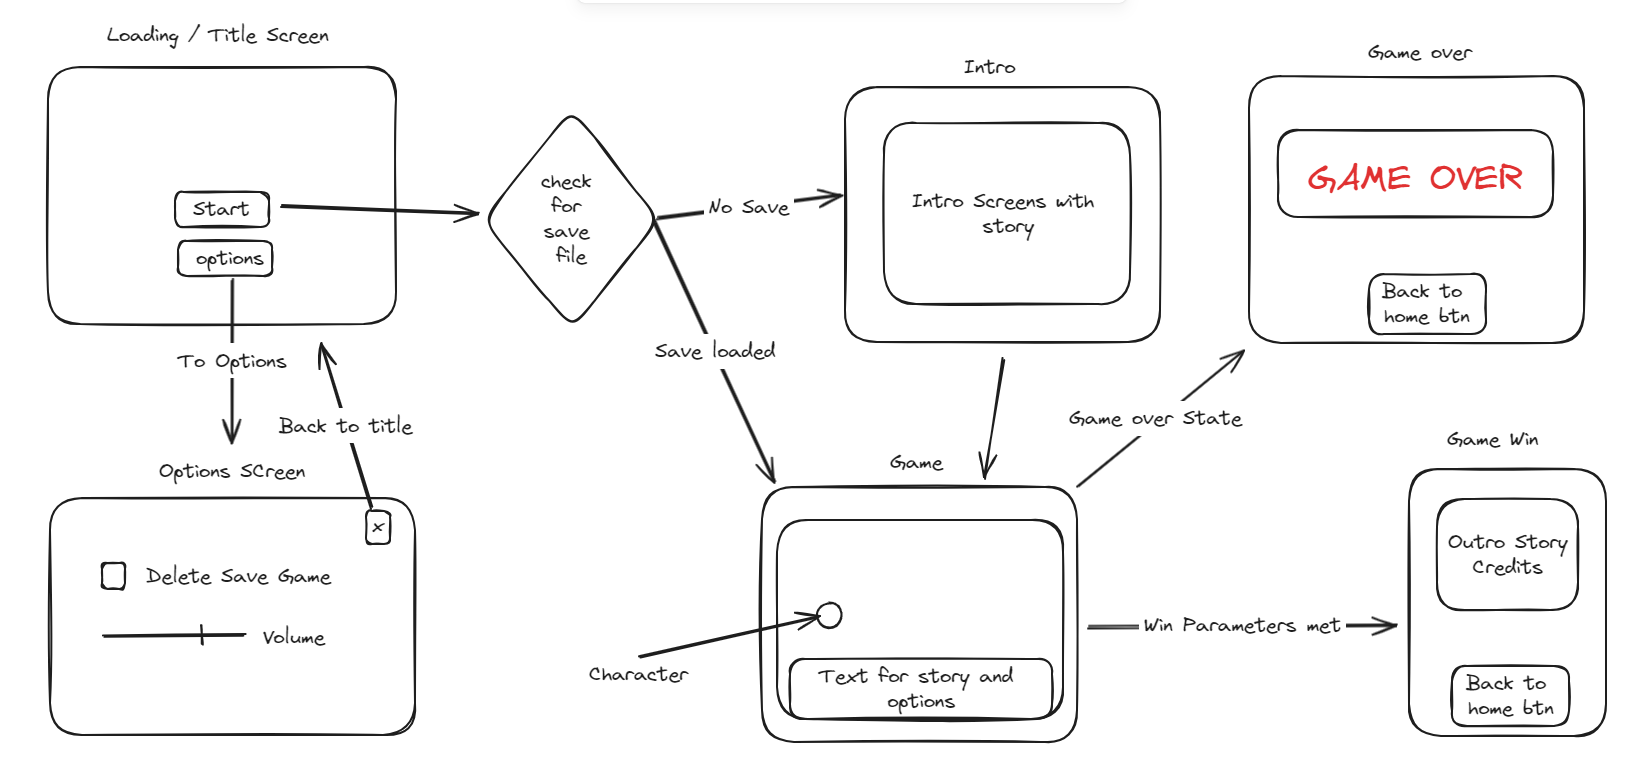 Loading / Title Screen
Start
options
To Options
Back to title
Options SCreen
x
Delete Save Game
Volume
check
for
save
file
No Save
Save loaded
Intro
Intro Screens with
story
Game
Character
Text for story and
options
Game over State
Win Parameters met
Game over
GAME OVER
Back to
home btn
Game Win
Outro Story
Credits
Back to
home btn